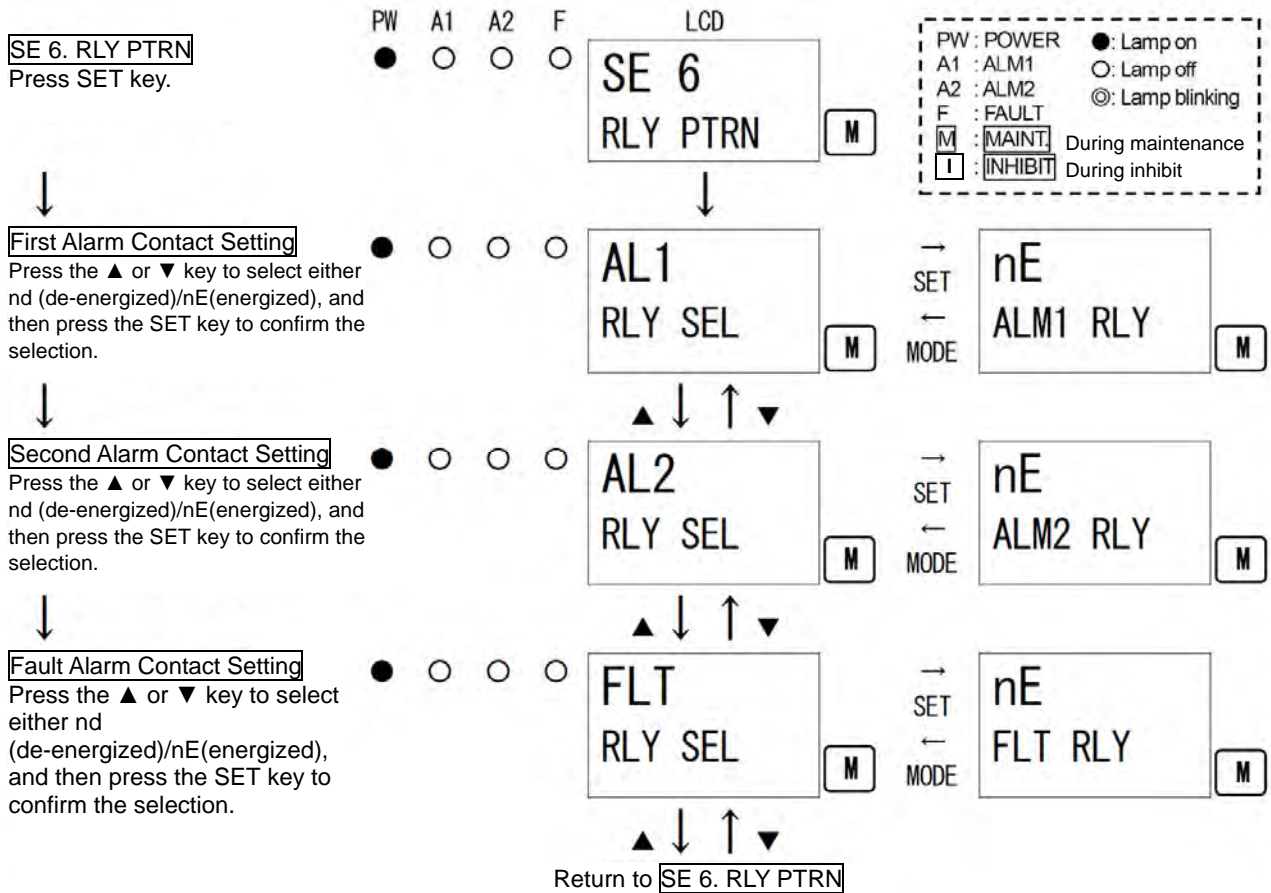 PW A1 A2 F LCD
SE 6. RLY PTRN
Press SET key.
SE 6
RLY PTRN
M
PW : POWER ●: Lamp on
A1 : ALM1 ○: Lamp off
A2 : ALM2 ◎: Lamp blinking
F : FAULT
M : MAINT. During maintenance
I : INHIBIT During inhibit
↓ ↓
First Alarm Contact Setting
Press the ▲ or ▼ key to select either
nd (de-energized)/nE(energized), and
then press the SET key to confirm the
selection.
AL1
RLY SEL
M
→
SET
←
MODE
nE
ALM1 RLY
M
↓ ▲ ↓ ↑ ▼
Second Alarm Contact Setting
Press the ▲ or ▼ key to select either
nd (de-energized)/nE(energized), and
then press the SET key to confirm the
selection.
AL2
RLY SEL
M
→
SET
←
MODE
nE
ALM2 RLY
M
↓ ▲ ↓ ↑ ▼
Fault Alarm Contact Setting
Press the ▲ or ▼ key to select
either nd
(de-energized)/nE(energized),
and then press the SET key to
confirm the selection.
FLT
RLY SEL
M
→
SET
←
MODE
nE
FLT RLY
M
▲ ↓ ↑ ▼
Return to SE 6. RLY PTRN